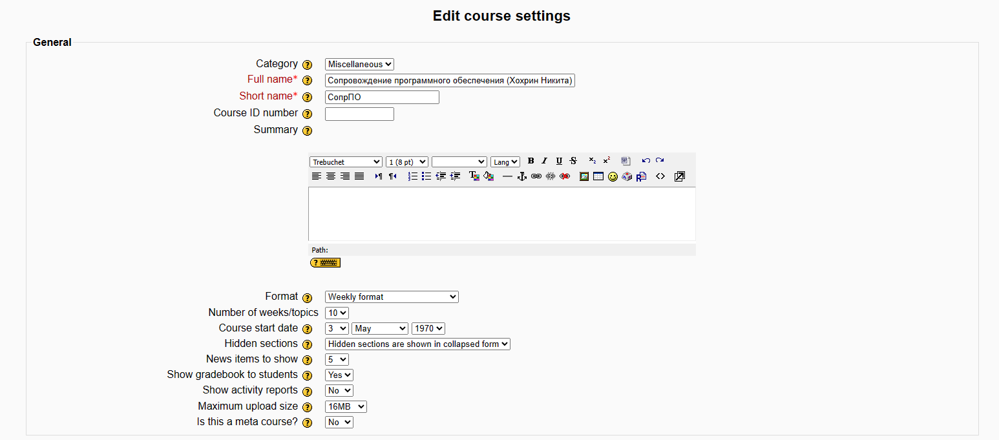 Edit course settings
General
Category Miscellaneous
Full name* Сопровождение программного обеспечения (Хохрин Никита)
Short name* СопрПО
Course ID number
Summary
Trebuchet 1 (8 pt) Lang B I U S x₂ x²
Path:
?
Format Weekly format
Number of weeks/topics 10
Course start date 3 May 1970
Hidden sections Hidden sections are shown in collapsed form
News items to show 5
Show gradebook to students Yes
Show activity reports No
Maximum upload size 16MB
Is this a meta course? No